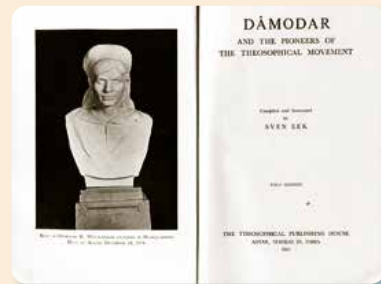 DÂMODAR
AND THE PIONEERS OF
THE THEOSOPHICAL MOVEMENT
Compiled and Annotated
by
SVEN EEK
THE THEOSOPHICAL PUBLISHING HOUSE
ADYAR, MADRAS 20, INDIA